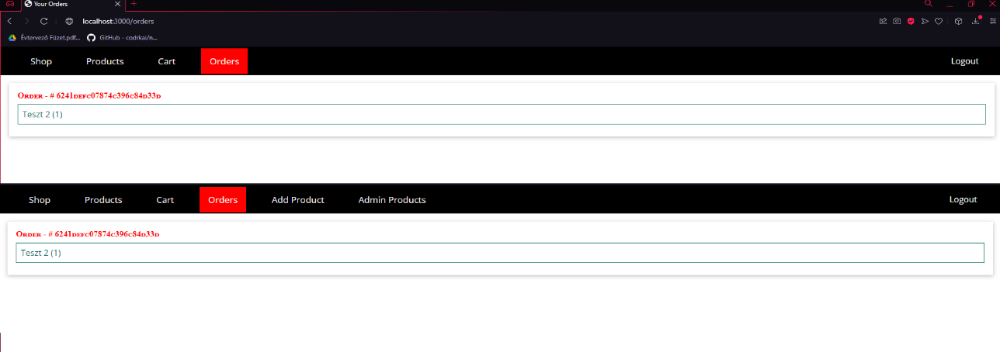 Your Orders
localhost:3000/orders
Évtervező Füzet.pdf... GitHub - codrkai/n...
Shop Products Cart Orders Logout
Order - # 6241defc07874c396c84d33d
Teszt 2 (1)
Shop Products Cart Orders Add Product Admin Products Logout
Order - # 6241defc07874c396c84d33d
Teszt 2 (1)